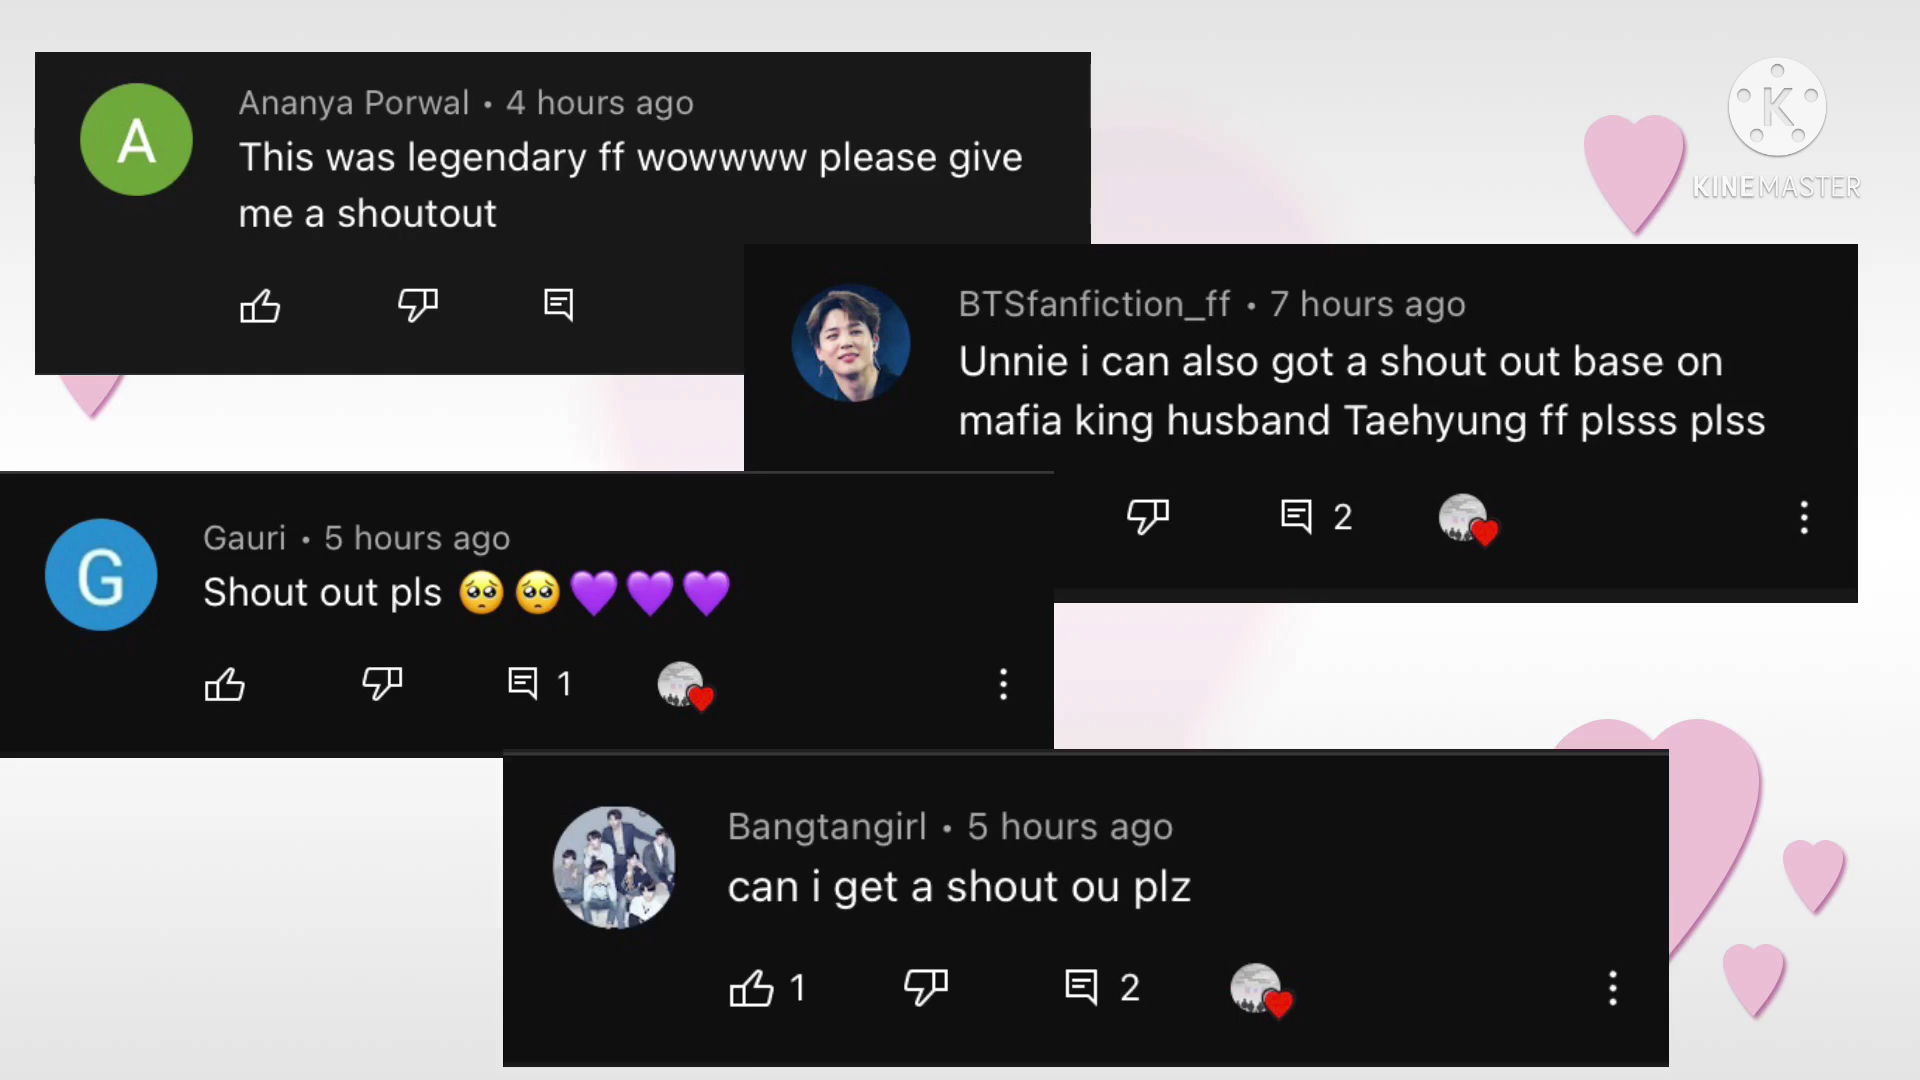 A
Ananya Porwal • 4 hours ago
This was legendary ff wowwww please give
me a shoutout
K
KINEMASTER
BTSfanfiction_ff • 7 hours ago
Unnie i can also got a shout out base on
mafia king husband Taehyung ff plsss plss
2
G
Gauri • 5 hours ago
Shout out pls 🥺🥺💜💜💜
1
Bangtangirl • 5 hours ago
can i get a shout ou plz
1 2